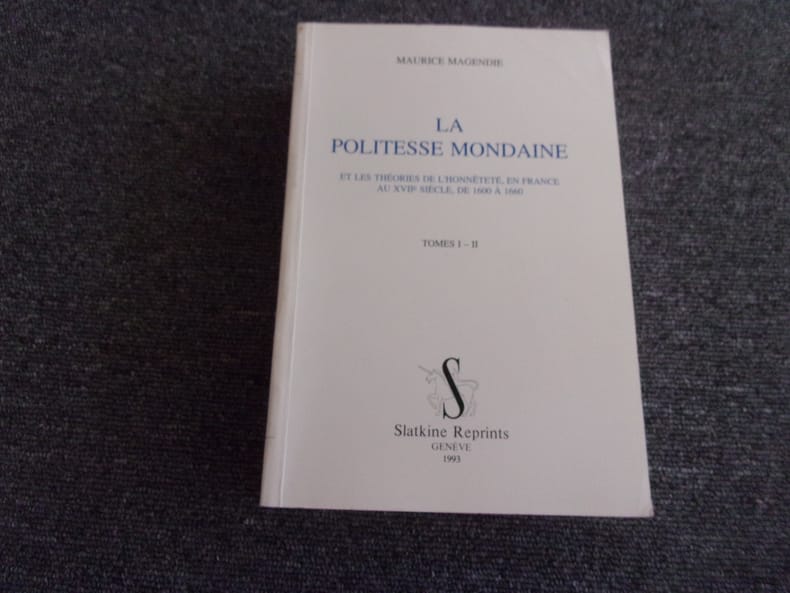 MAURICE MAGENDIE
LA
POLITESSE MONDAINE
ET LES THÉORIES DE L'HONNÊTETÉ, EN FRANCE
AU XVIIᵉ SIÈCLE, DE 1600 À 1660
TOMES I – II
S
Slatkine Reprints
GENÈVE
1993